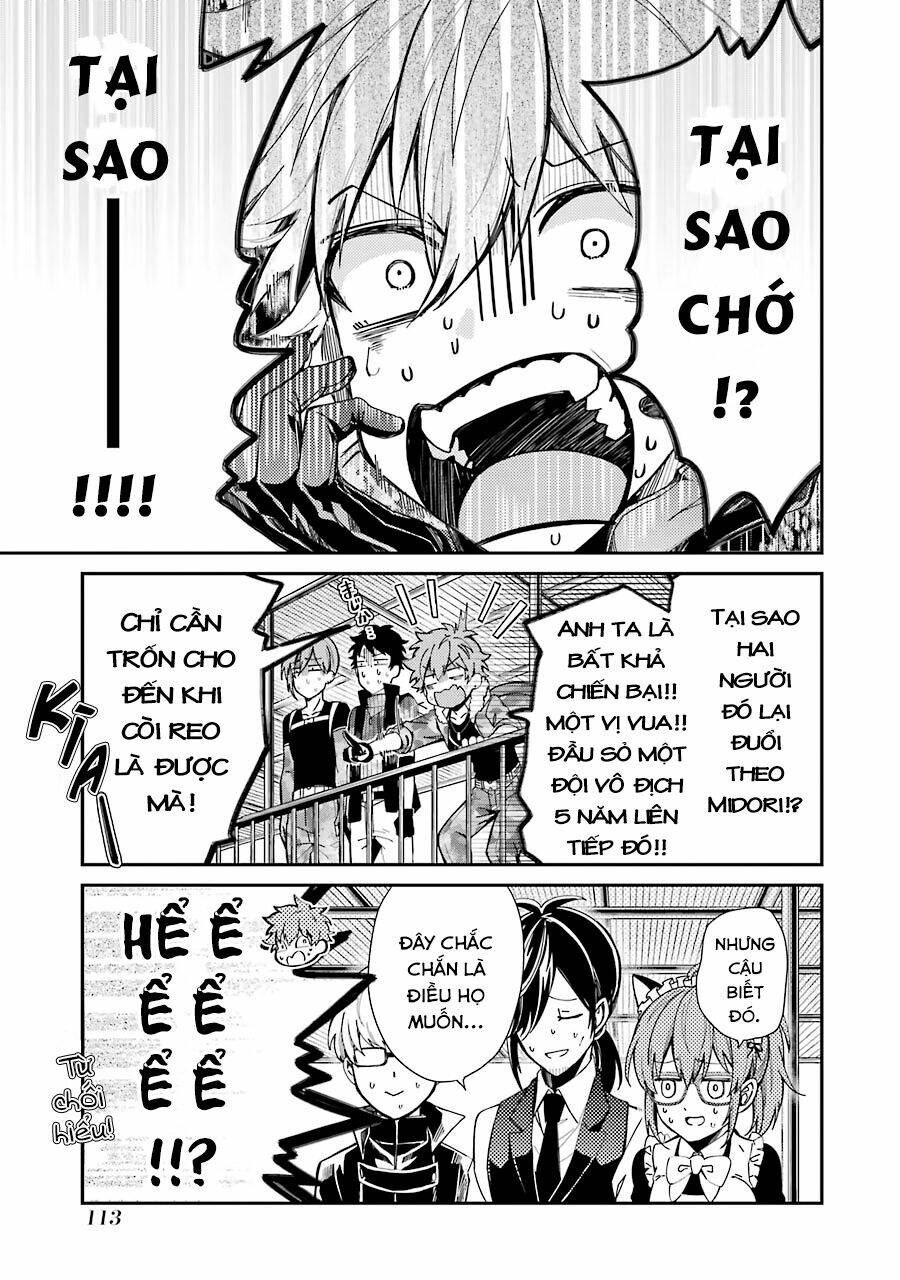 TẠI
SAO
CHỚ
!?
TẠI
SAO
!!!!
TẠI SAO
HAI
NGƯỜI
ĐÓ LẠI
ĐUỔI
THEO
MIDORI!?
ANH TA LÀ
BẤT KHẢ
CHIẾN BẠI!!
MỘT VỊ VUA!!
ĐẦU SỎ MỘT
ĐỘI VÔ ĐỊCH
5 NĂM LIÊN
TIẾP ĐÓ!!
まじか…
CHỈ CẦN
TRỐN CHO
ĐẾN KHI
CÒI REO
LÀ ĐƯỢC
MÀ!
KÌA
NHƯNG
CẬU
BIẾT
ĐÓ.
ĐÂY CHẮC
CHẮN LÀ
ĐIỀU HỌ
MUỐN...
HỂ Ể
Ể Ể
Ể Ể
!!?
Từ
chối
hiểu!
113